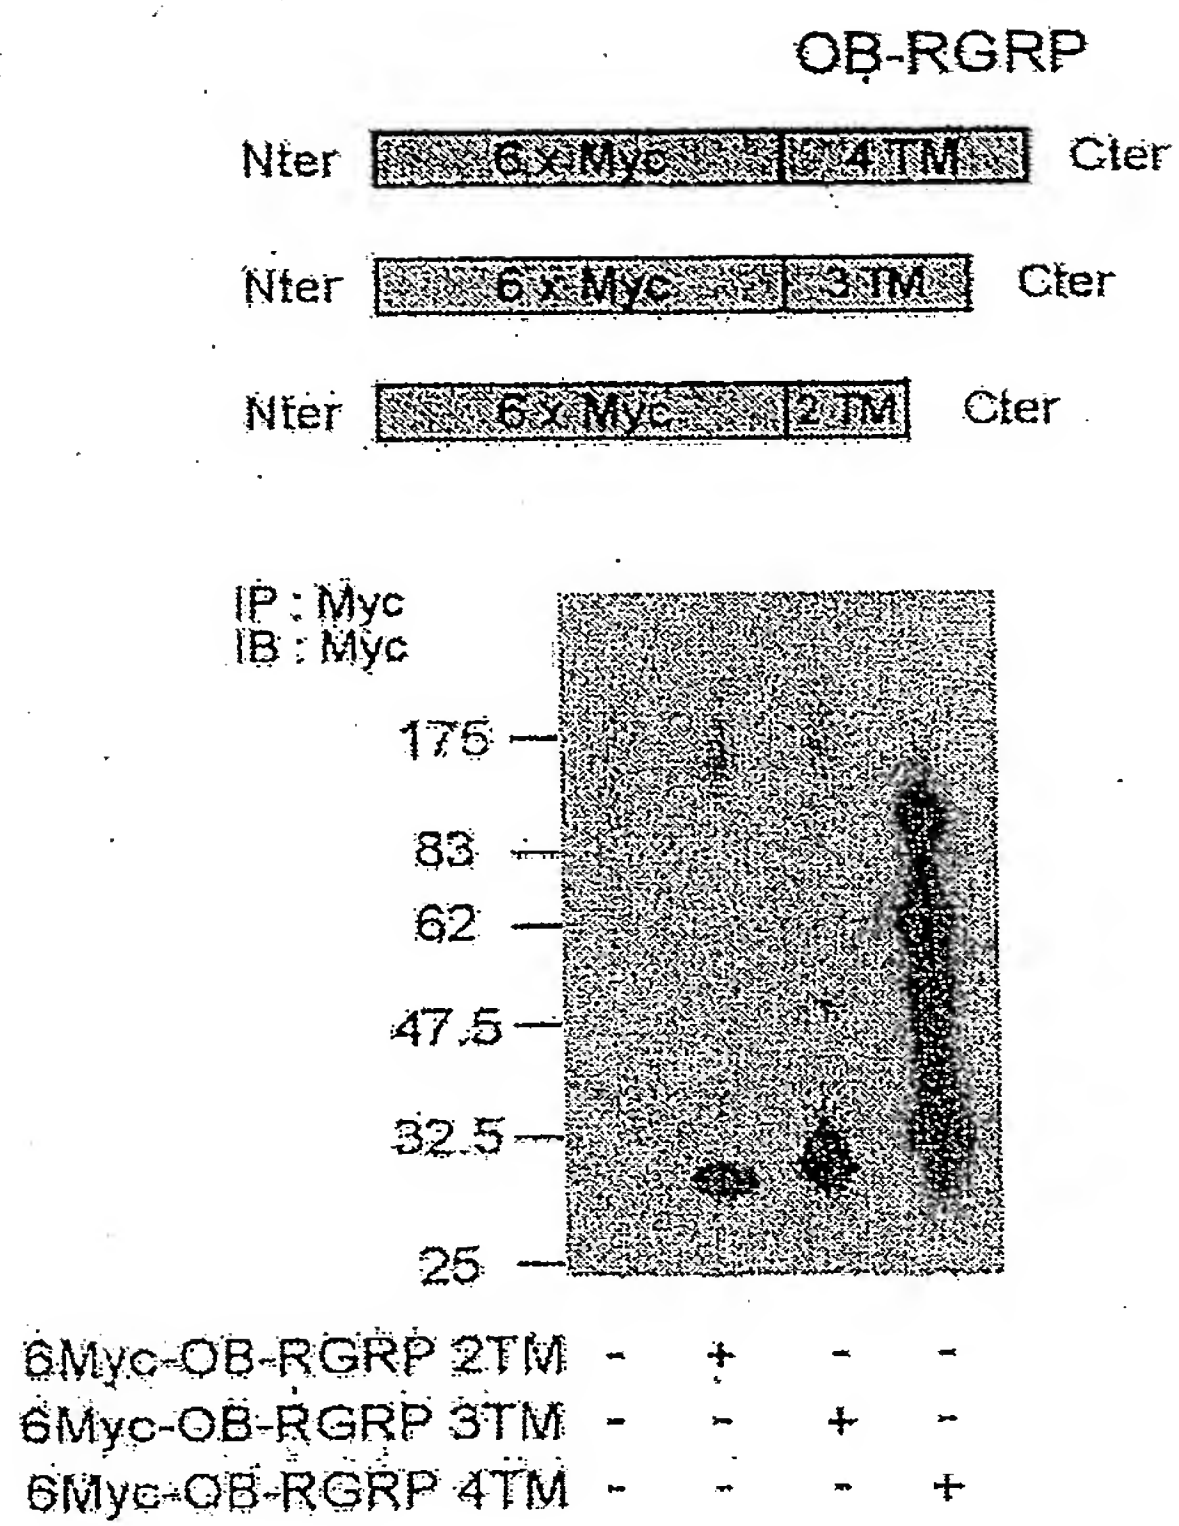 OB-RGRP
Nter 6 x Myc 4 TM Cter
Nter 6 x Myc 3 TM Cter
Nter 6 x Myc 2 TM Cter
IP : Myc
IB : Myc
175
83
62
47.5
32.5
25
6Myc-OB-RGRP 2TM - + - -
6Myc-OB-RGRP 3TM - - + -
6Myc-OB-RGRP 4TM - - - +